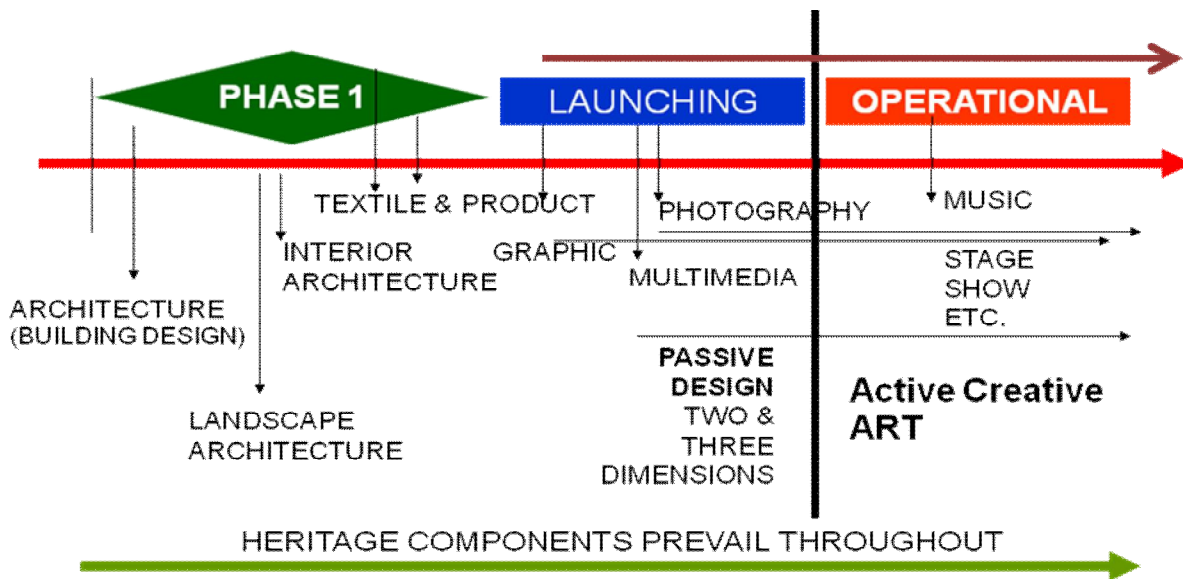 PHASE 1
LAUNCHING
OPERATIONAL
TEXTILE & PRODUCT
PHOTOGRAPHY
MUSIC
INTERIOR
ARCHITECTURE
GRAPHIC
MULTIMEDIA
STAGE
SHOW
ETC.
ARCHITECTURE
(BUILDING DESIGN)
LANDSCAPE
ARCHITECTURE
PASSIVE
DESIGN
TWO &
THREE
DIMENSIONS
Active Creative
ART
HERITAGE COMPONENTS PREVAIL THROUGHOUT